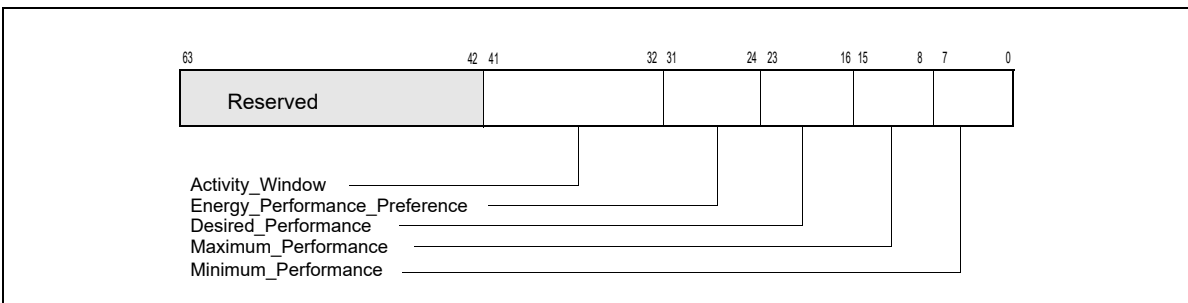 63 42 41 32 31 24 23 16 15 8 7 0
Reserved
Activity_Window
Energy_Performance_Preference
Desired_Performance
Maximum_Performance
Minimum_Performance